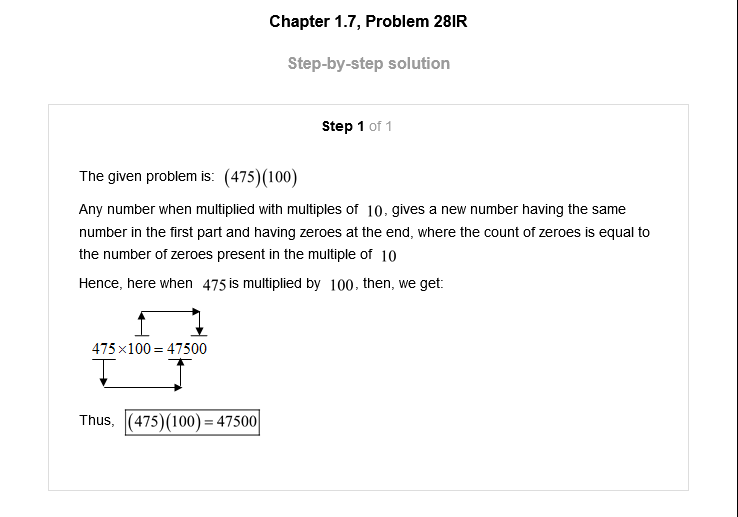 Chapter 1.7, Problem 28IR
Step-by-step solution
Step 1 of 1
The given problem is: (475)(100)
Any number when multiplied with multiples of 10, gives a new number having the same
number in the first part and having zeroes at the end, where the count of zeroes is equal to
the number of zeroes present in the multiple of 10
Hence, here when 475 is multiplied by 100, then, we get:
475×100 = 47500
Thus, (475)(100) = 47500